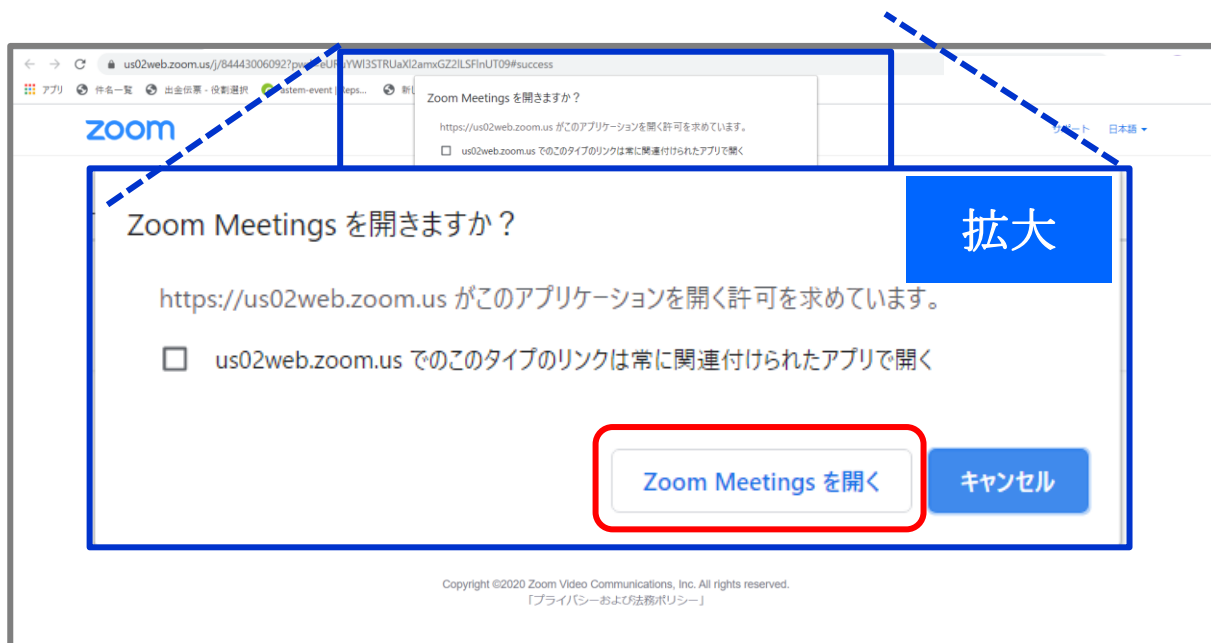 us02web.zoom.us/j/84443006092?pwd
STRUaXl2amxGZ2lLSFlnUT09#success
アプリ 件名一覧 出金伝票 - 役割選択
zoom
サポート 日本語
Zoom Meetings を開きますか？
https://us02web.zoom.us がこのアプリケーションを開く許可を求めています。
us02web.zoom.us でのこのタイプのリンクは常に関連付けられたアプリで開く
拡大
Zoom Meetings を開きますか？
https://us02web.zoom.us がこのアプリケーションを開く許可を求めています。
us02web.zoom.us でのこのタイプのリンクは常に関連付けられたアプリで開く
Zoom Meetings を開く キャンセル
Copyright ©2020 Zoom Video Communications, Inc. All rights reserved.
「プライバシーおよび法務ポリシー」